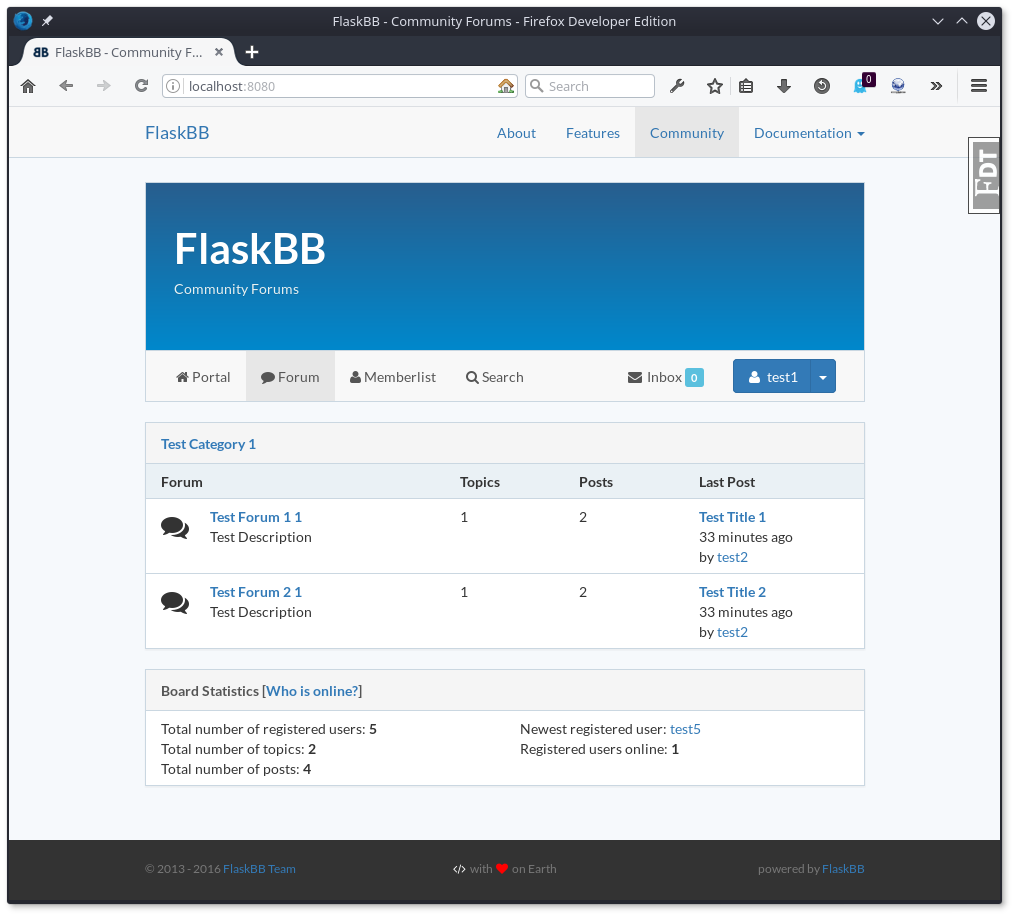 FlaskBB - Community Forums - Firefox Developer Edition
BB FlaskBB - Community F...
localhost:8080
Search
0
FlaskBB
About Features Community Documentation
FDT
FlaskBB
Community Forums
Portal Forum Memberlist Search Inbox 0 test1
Test Category 1
Forum Topics Posts Last Post
Test Forum 1 1 1 2 Test Title 1
Test Description 33 minutes ago
by test2
Test Forum 2 1 1 2 Test Title 2
Test Description 33 minutes ago
by test2
Board Statistics [Who is online?]
Total number of registered users: 5 Newest registered user: test5
Total number of topics: 2 Registered users online: 1
Total number of posts: 4
© 2013 - 2016 FlaskBB Team </> with on Earth powered by FlaskBB